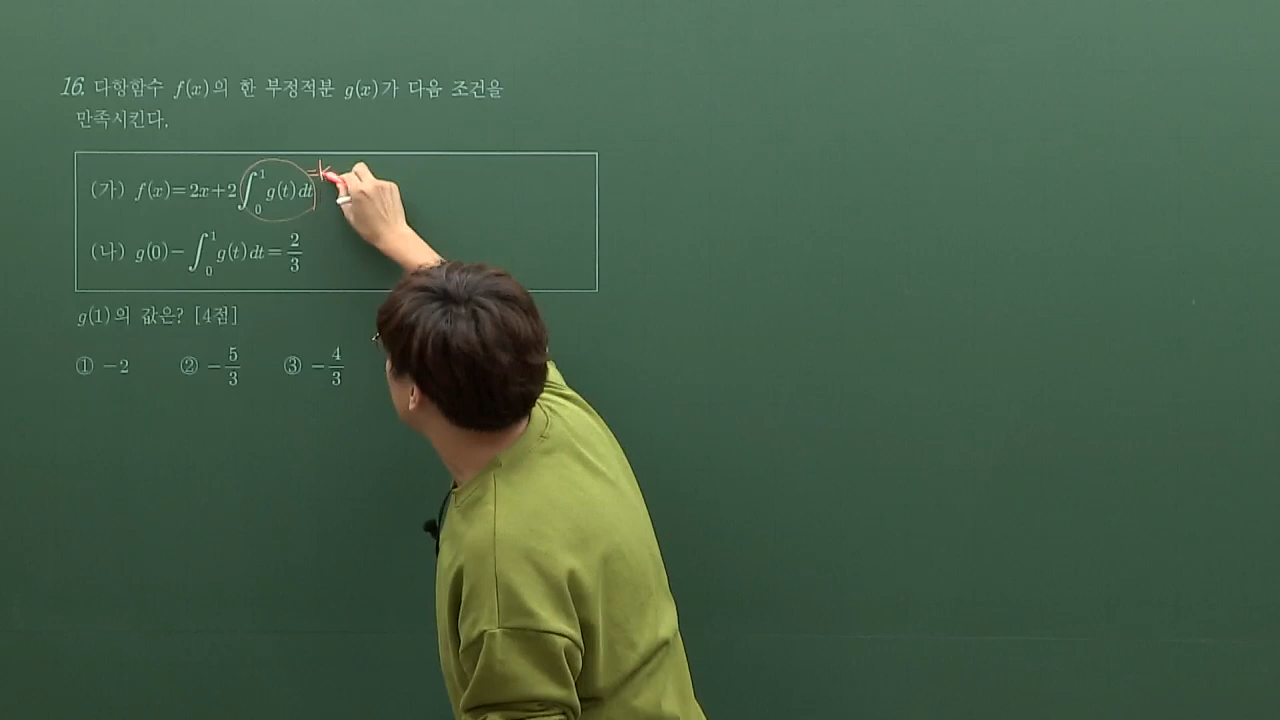 16. 다항함수 f(x)의 한 부정적분 g(x)가 다음 조건을
만족시킨다.
(가) f(x)=2x+2∫₀¹g(t)dt =k
(나) g(0)-∫₀¹g(t)dt=2/3
g(1)의 값은? [4점]
① -2 ② -5/3 ③ -4/3